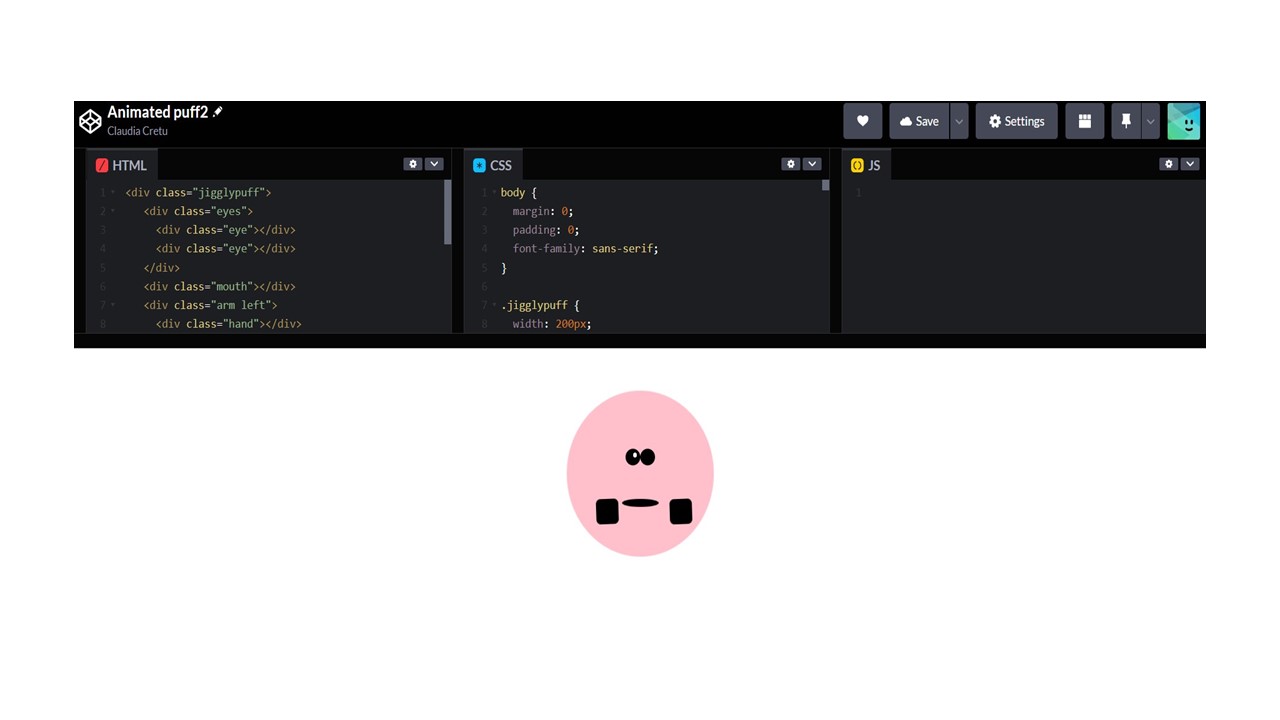 Animated puff2
Claudia Cretu
Save
Settings
HTML
1 <div class="jigglypuff">
2 <div class="eyes">
3 <div class="eye"></div>
4 <div class="eye"></div>
5 </div>
6 <div class="mouth"></div>
7 <div class="arm left">
8 <div class="hand"></div>
CSS
1 body {
2 margin: 0;
3 padding: 0;
4 font-family: sans-serif;
5 }
6
7 .jigglypuff {
8 width: 200px;
JS
1